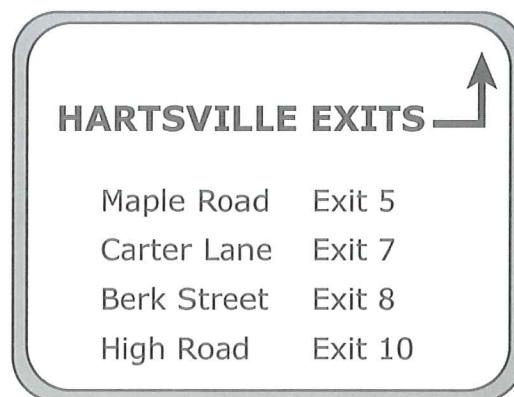 HARTSVILLE EXITS
Maple Road Exit 5
Carter Lane Exit 7
Berk Street Exit 8
High Road Exit 10